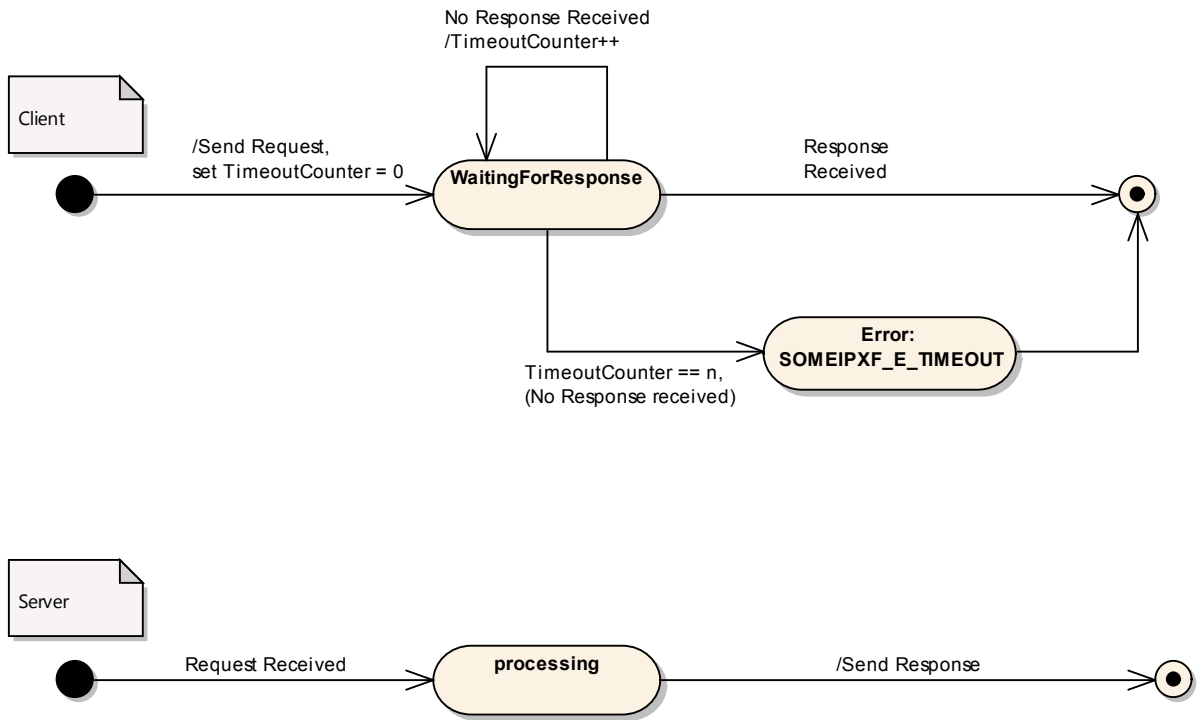 No Response Received
/TimeoutCounter++
Client
/Send Request,
set TimeoutCounter = 0
WaitingForResponse
Response
Received
Error:
SOMEIPXF_E_TIMEOUT
TimeoutCounter == n,
(No Response received)
Server
Request Received
processing
/Send Response